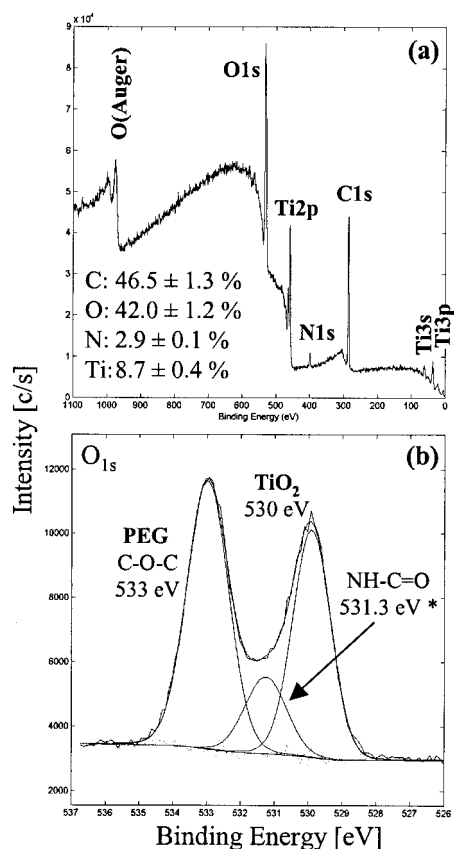 x 10⁴
(a)
O(Auger)
O1s
Ti2p
C1s
N1s
Ti3s
Ti3p
C: 46.5 ± 1.3 %
O: 42.0 ± 1.2 %
N: 2.9 ± 0.1 %
Ti: 8.7 ± 0.4 %
9
8
7
6
5
4
3
2
1
0
1100 1000 900 800 700 600 500 400 300 200 100 0
Binding Energy (eV)
Intensity [c/s]
O1s
(b)
PEG
C-O-C
533 eV
TiO2
530 eV
NH-C=O
531.3 eV *
12000
10000
8000
6000
4000
2000
537 536 535 534 533 532 531 530 529 528 527 526
Binding Energy [eV]